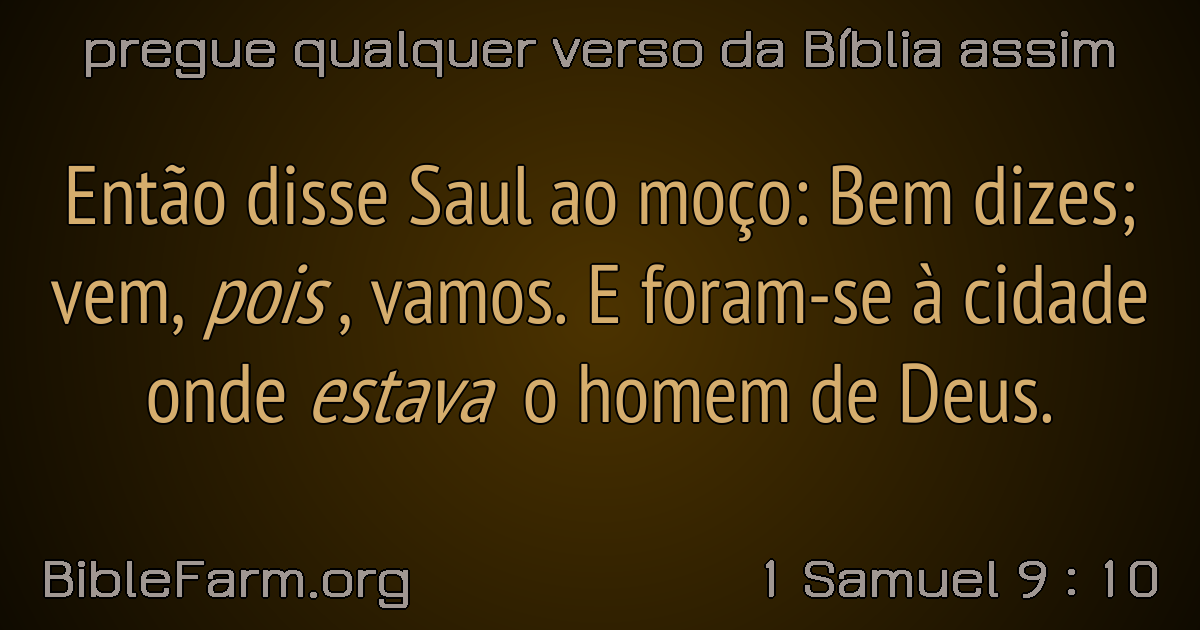 pregue qualquer verso da Bíblia assim
Então disse Saul ao moço: Bem dizes;
vem, pois , vamos. E foram-se à cidade
onde estava o homem de Deus.
BibleFarm.org
1 Samuel 9 : 10